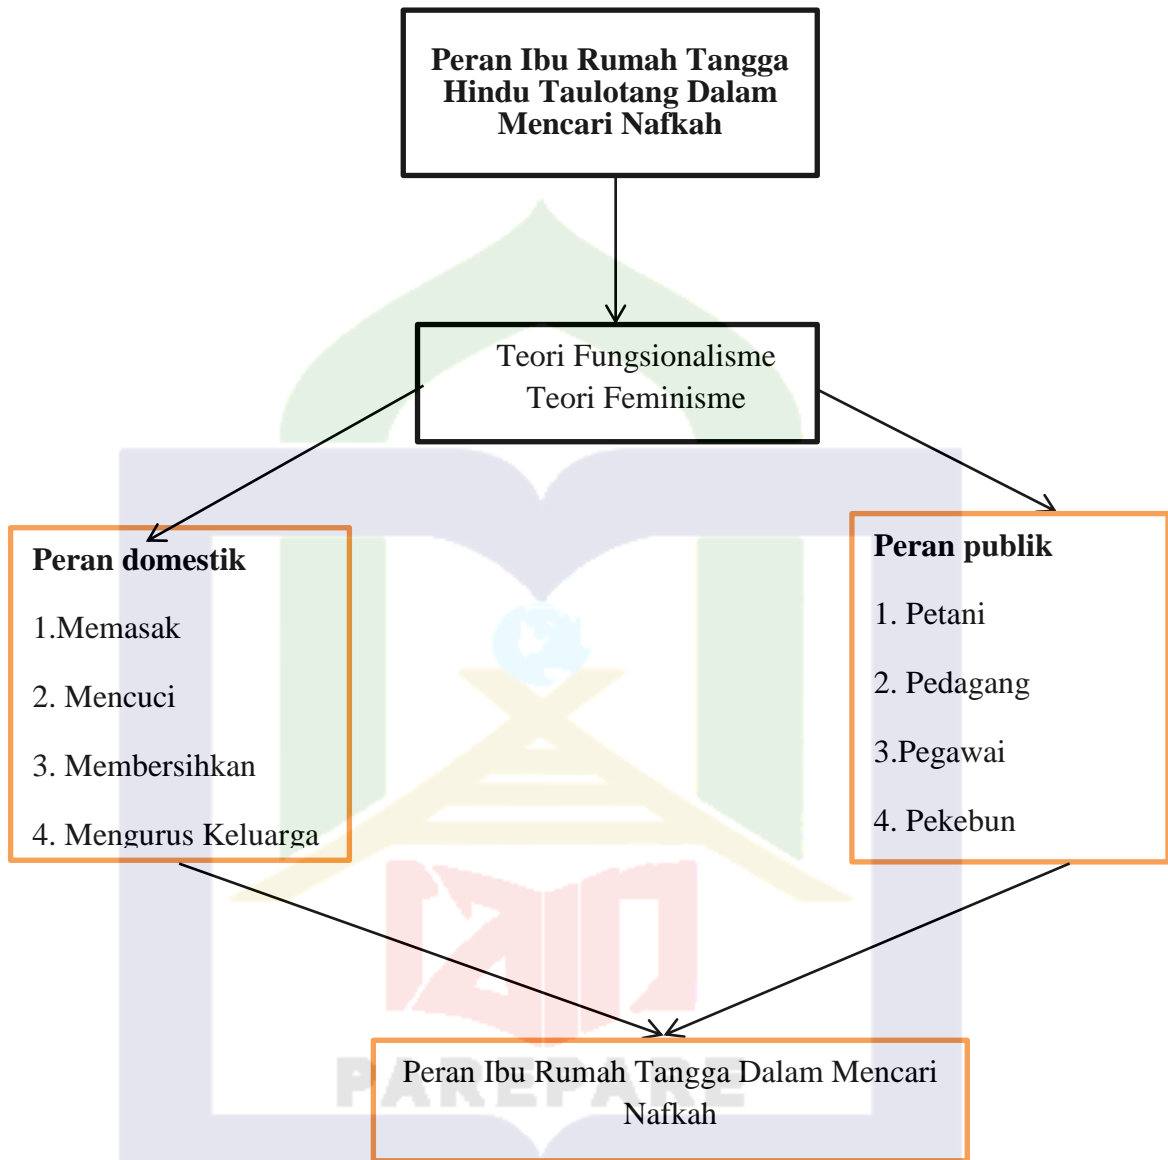 Peran Ibu Rumah Tangga
Hindu Taulotang Dalam
Mencari Nafkah
Teori Fungsionalisme
Teori Feminisme
Peran domestik
1.Memasak
2. Mencuci
3. Membersihkan
4. Mengurus Keluarga
Peran publik
1. Petani
2. Pedagang
3.Pegawai
4. Pekebun
Peran Ibu Rumah Tangga Dalam Mencari
Nafkah
PAREPARE